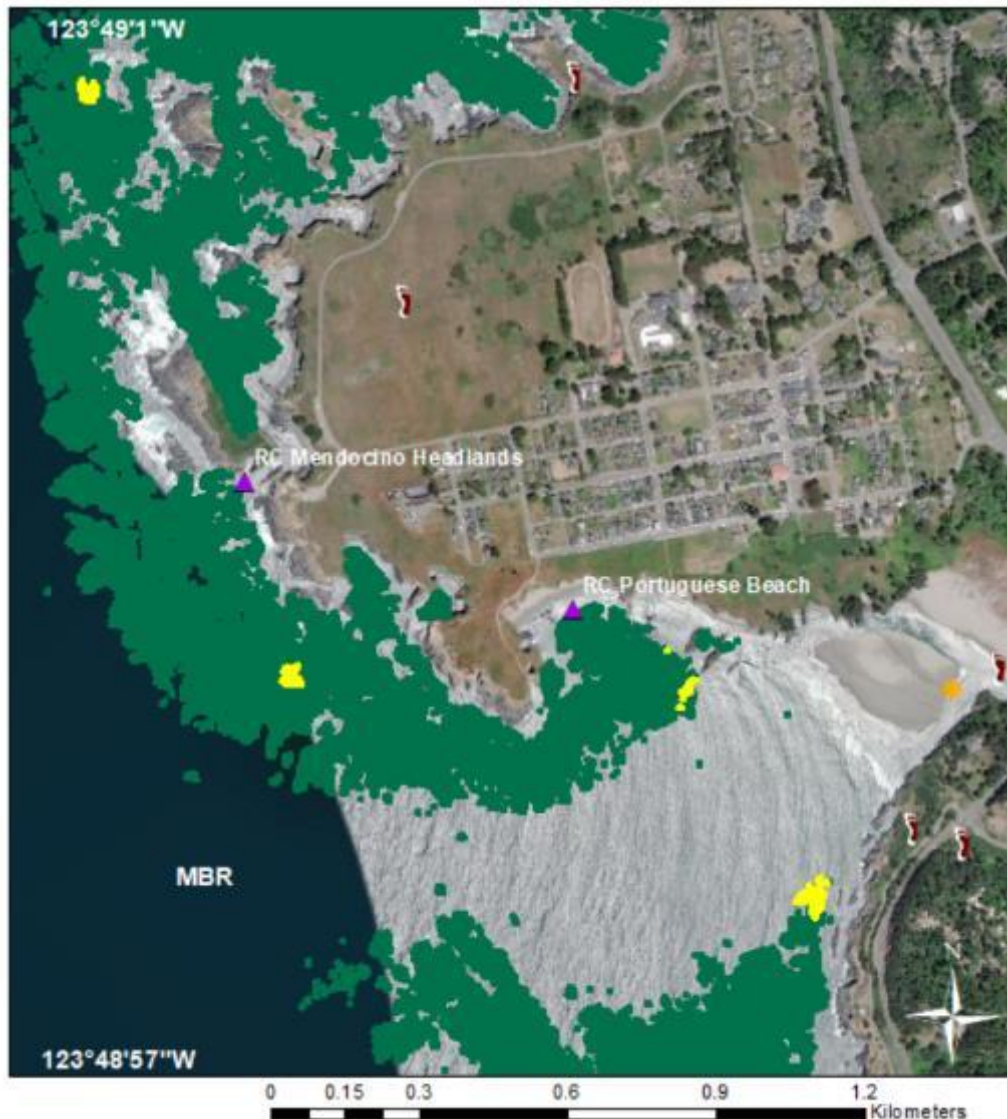 123°49'1"W
RC Mendocino Headlands
RC Portuguese Beach
MBR
N
123°48'57"W
0 0.15 0.3 0.6 0.9 1.2
Kilometers